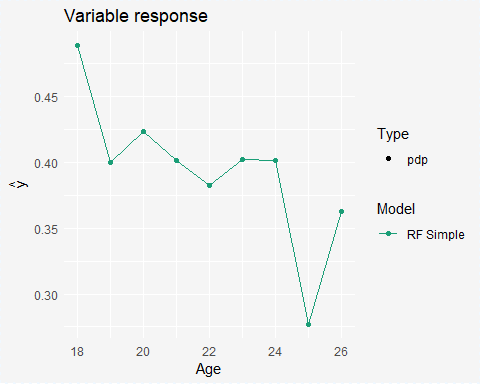 Variable response
0.45
0.40
0.35
0.30
ŷ
18
20
22
24
26
Age
Type
pdp
Model
RF Simple